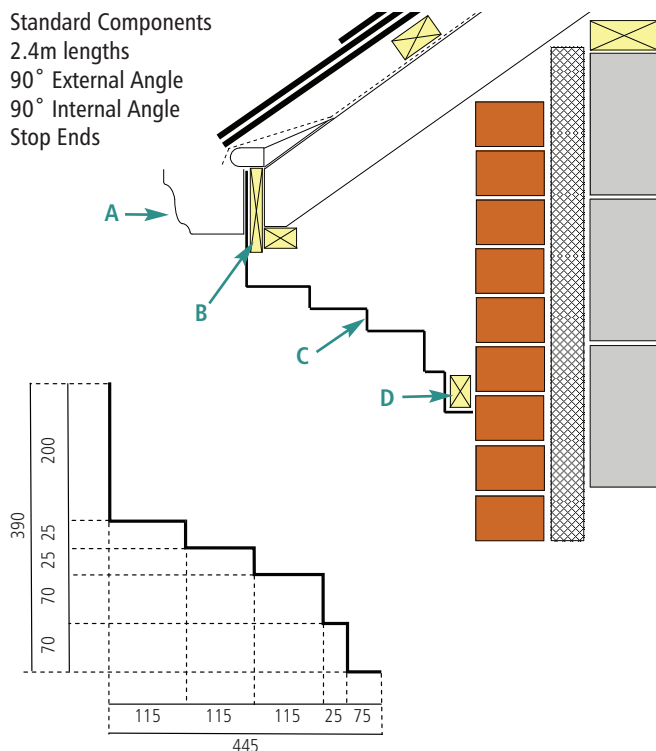 Standard Components
2.4m lengths
90˚ External Angle
90˚ Internal Angle
Stop Ends
A
B
C
D
200
390
25
25
70
70
115 115 115 25 75
445